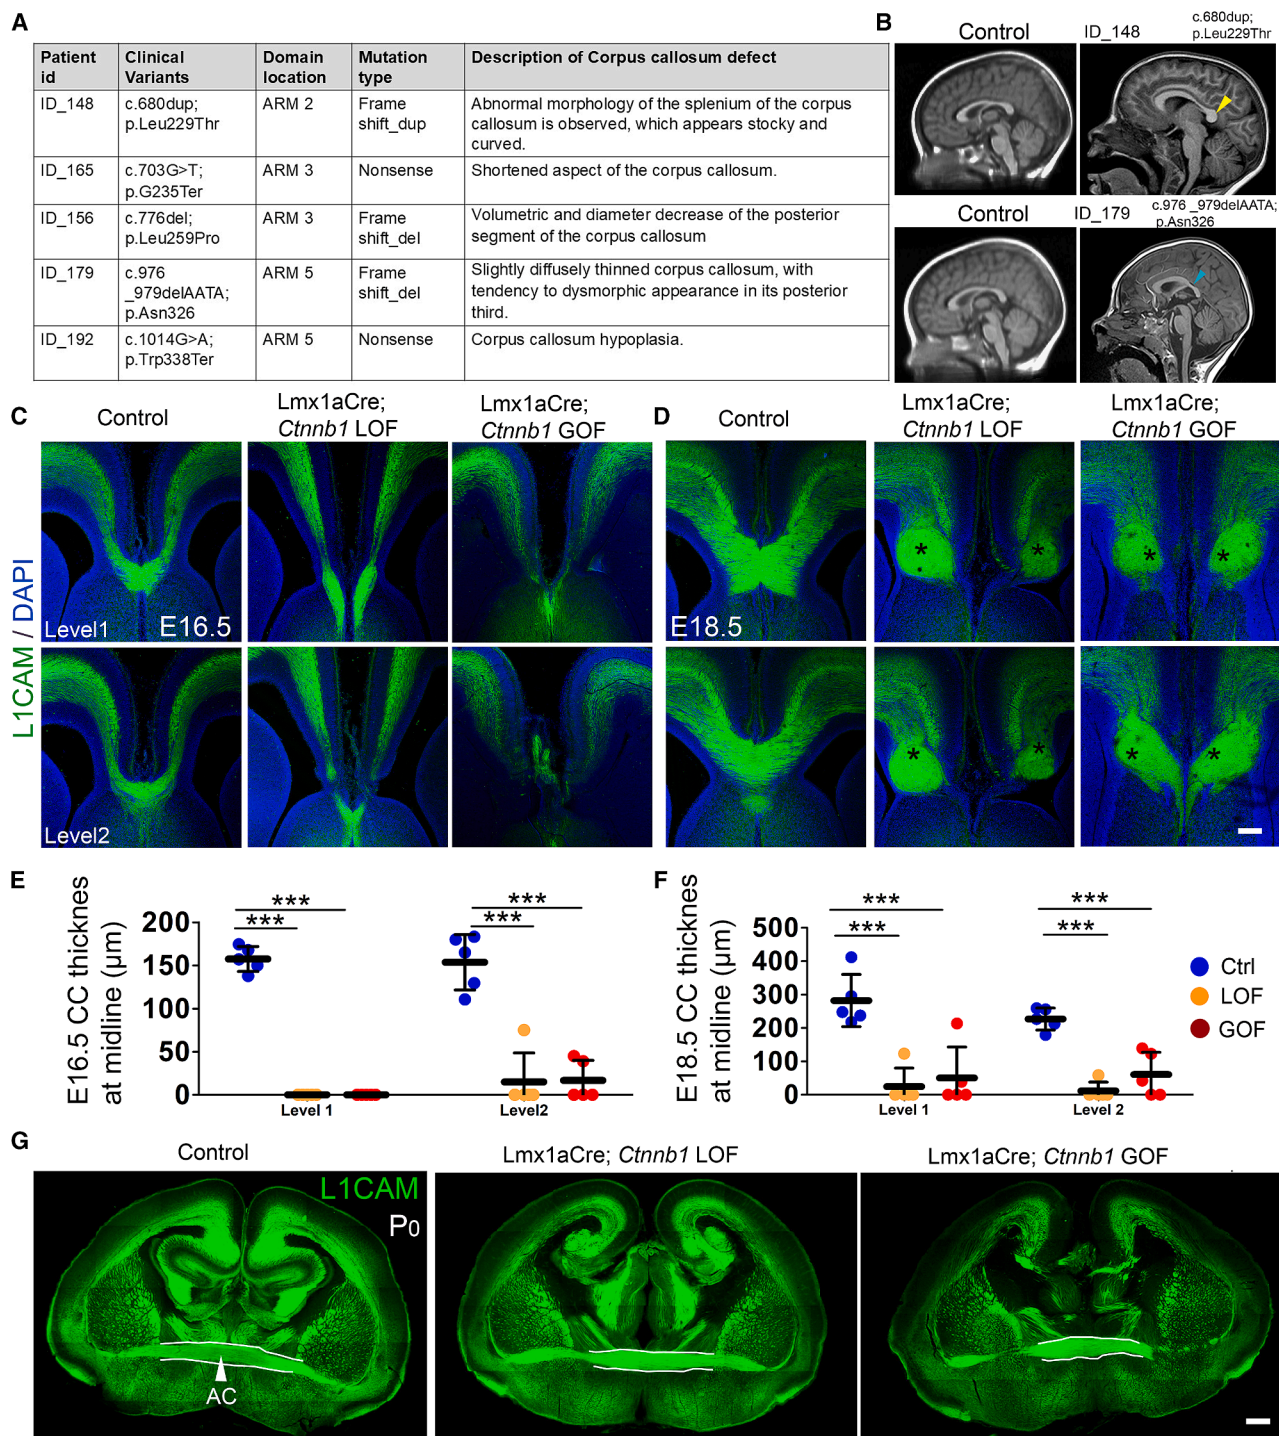 A
Patient id
Clinical Variants
Domain location
Mutation type
Description of Corpus callosum defect
ID_148
c.680dup; p.Leu229Thr
ARM 2
Frame shift_dup
Abnormal morphology of the splenium of the corpus
callosum is observed, which appears stocky and
curved.
ID_165
c.703G>T; p.G235Ter
ARM 3
Nonsense
Shortened aspect of the corpus callosum.
ID_156
c.776del; p.Leu259Pro
ARM 3
Frame shift_del
Volumetric and diameter decrease of the posterior
segment of the corpus callosum
ID_179
c.976 _979delAATA; p.Asn326
ARM 5
Frame shift_del
Slightly diffusely thinned corpus callosum, with
tendency to dysmorphic appearance in its posterior
third.
ID_192
c.1014G>A; p.Trp338Ter
ARM 5
Nonsense
Corpus callosum hypoplasia.
B
Control
ID_148
c.680dup;
p.Leu229Thr
Control
ID_179
c.976 _979delAATA;
p.Asn326
C
Control
Lmx1aCre;
Ctnnb1 LOF
Lmx1aCre;
Ctnnb1 GOF
L1CAM / DAPI
Level1
E16.5
Level2
D
Control
Lmx1aCre;
Ctnnb1 LOF
Lmx1aCre;
Ctnnb1 GOF
E18.5
*
*
*
*
*
*
*
*
E
E16.5 CC thicknes
at midline (µm)
200
150
100
50
0
***
***
***
***
Level 1
Level2
F
E18.5 CC thicknes
at midline (µm)
500
400
300
200
100
0
***
***
***
***
Level 1
Level 2
Ctrl
LOF
GOF
G
Control
Lmx1aCre; Ctnnb1 LOF
Lmx1aCre; Ctnnb1 GOF
L1CAM
P0
AC